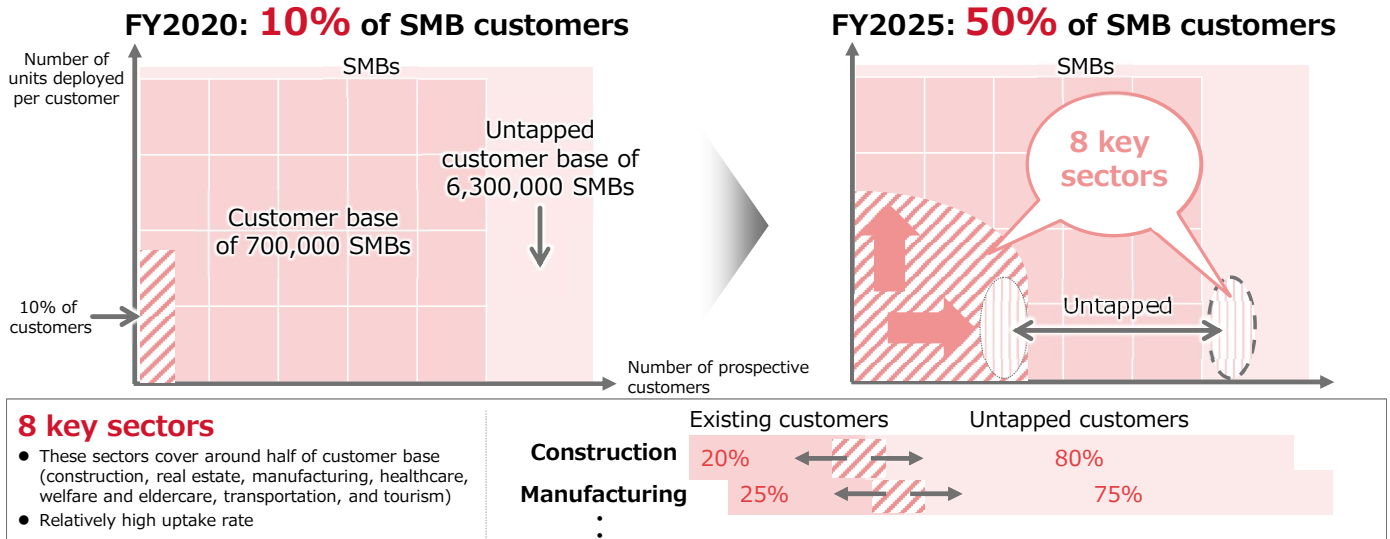 FY2020: 10% of SMB customers
Number of
units deployed
per customer
SMBs
Untapped
customer base of
6,300,000 SMBs
Customer base
of 700,000 SMBs
10% of
customers
Number of prospective
customers
FY2025: 50% of SMB customers
SMBs
8 key
sectors
Untapped
8 key sectors
● These sectors cover around half of customer base
(construction, real estate, manufacturing, healthcare,
welfare and eldercare, transportation, and tourism)
● Relatively high uptake rate
Existing customers Untapped customers
Construction 20% 80%
Manufacturing 25% 75%